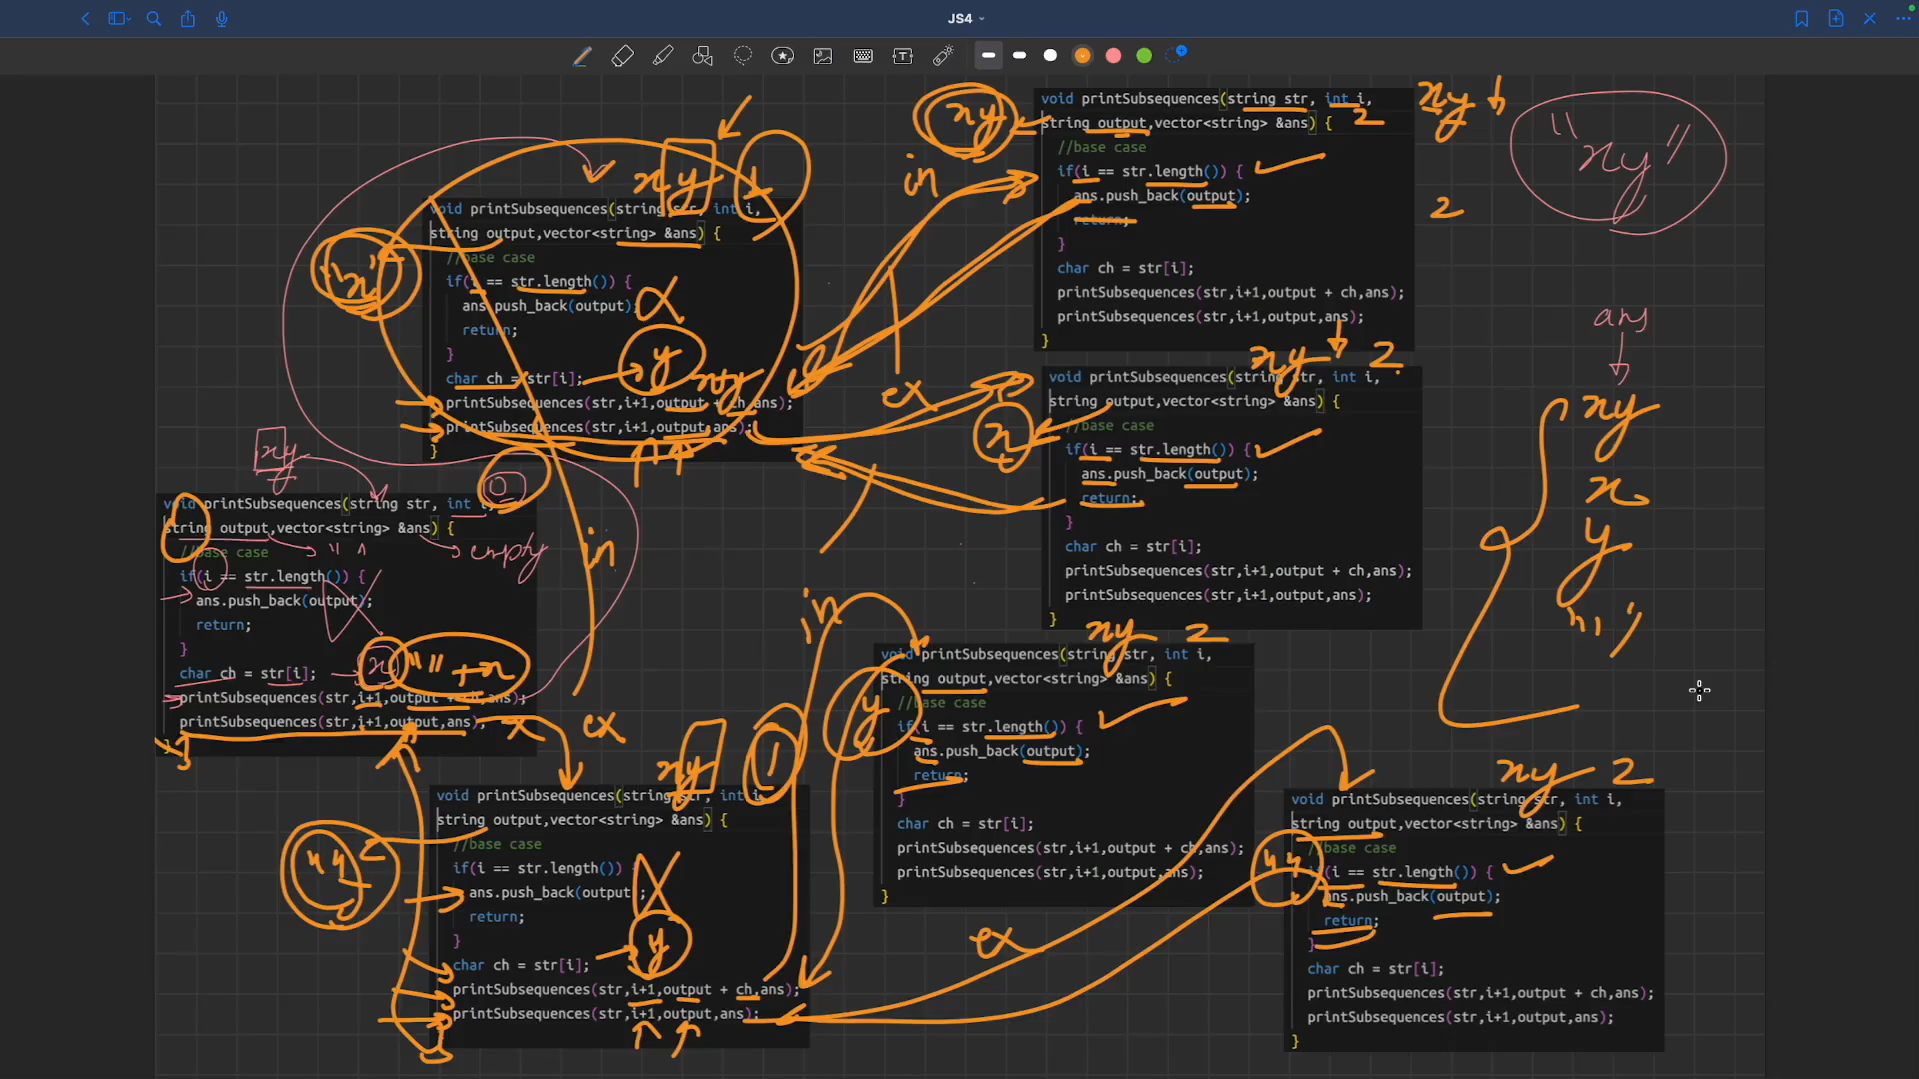 JS4
xy
"xy"
void printSubsequences(string str, int i,
string output,vector<string> &ans) {
//base case
if(i == str.length()) {
ans.push_back(output);
return;
}
char ch = str[i];
printSubsequences(str,i+1,output + ch,ans);
printSubsequences(str,i+1,output,ans);
}
xy
2
2
in
xy
1
"x"
void printSubsequences(string str, int i,
string output,vector<string> &ans) {
//base case
if(i == str.length()) {
ans.push_back(output);
return;
}
char ch = str[i];
printSubsequences(str,i+1,output + ch,ans);
printSubsequences(str,i+1,output,ans);
}
y
x+y
ex
xy
2
x
void printSubsequences(string str, int i,
string output,vector<string> &ans) {
//base case
if(i == str.length()) {
ans.push_back(output);
return;
}
char ch = str[i];
printSubsequences(str,i+1,output + ch,ans);
printSubsequences(str,i+1,output,ans);
}
ans
xy
x
y
" "
xy
0
void printSubsequences(string str, int i,
string output,vector<string> &ans) {
//base case
if(i == str.length()) {
ans.push_back(output);
return;
}
char ch = str[i];
printSubsequences(str,i+1,output + ch,ans);
printSubsequences(str,i+1,output,ans);
}
" "
empty
x
"" + x
in
ex
in
xy
2
y
void printSubsequences(string str, int i,
string output,vector<string> &ans) {
//base case
if(i == str.length()) {
ans.push_back(output);
return;
}
char ch = str[i];
printSubsequences(str,i+1,output + ch,ans);
printSubsequences(str,i+1,output,ans);
}
xy
1
void printSubsequences(string str, int i,
string output,vector<string> &ans) {
//base case
if(i == str.length()) {
ans.push_back(output);
return;
}
char ch = str[i];
printSubsequences(str,i+1,output + ch,ans);
printSubsequences(str,i+1,output,ans);
" "
y
ex
xy
2
" "
void printSubsequences(string str, int i,
string output,vector<string> &ans) {
//base case
if(i == str.length()) {
ans.push_back(output);
return;
}
char ch = str[i];
printSubsequences(str,i+1,output + ch,ans);
printSubsequences(str,i+1,output,ans);
}